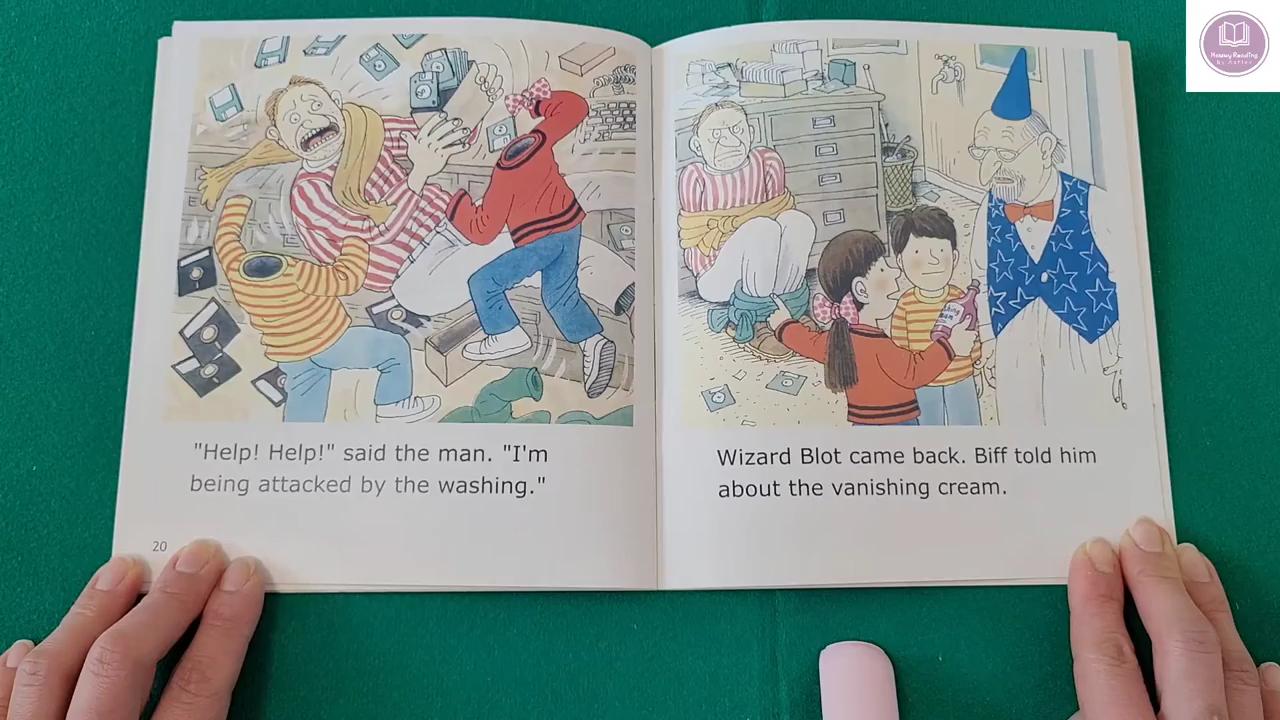 "Help! Help!" said the man. "I'm
being attacked by the washing."
20
Wizard Blot came back. Biff told him
about the vanishing cream.